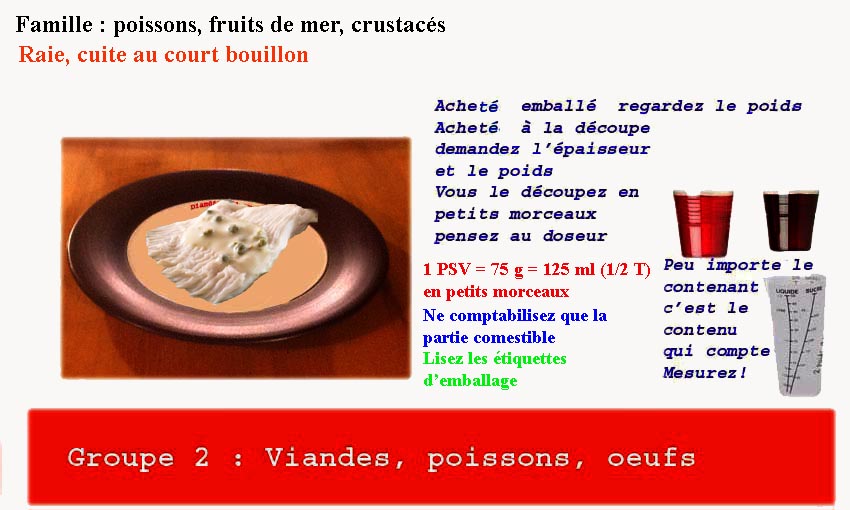 Famille : poissons, fruits de mer, crustacés
Raie, cuite au court bouillon
Acheté emballé regardez le poids
Acheté à la découpe
demandez l'épaisseur
et le poids
Vous le découpez en
petits morceaux
pensez au doseur
1 PSV = 75 g = 125 ml (1/2 T)
en petits morceaux
Ne comptabilisez que la
partie comestible
Lisez les étiquettes
d'emballage
Peu importe le
contenant
c'est le
contenu
qui compte
Mesurez!
LIQUIDE SUCRE
Groupe 2 : Viandes, poissons, oeufs